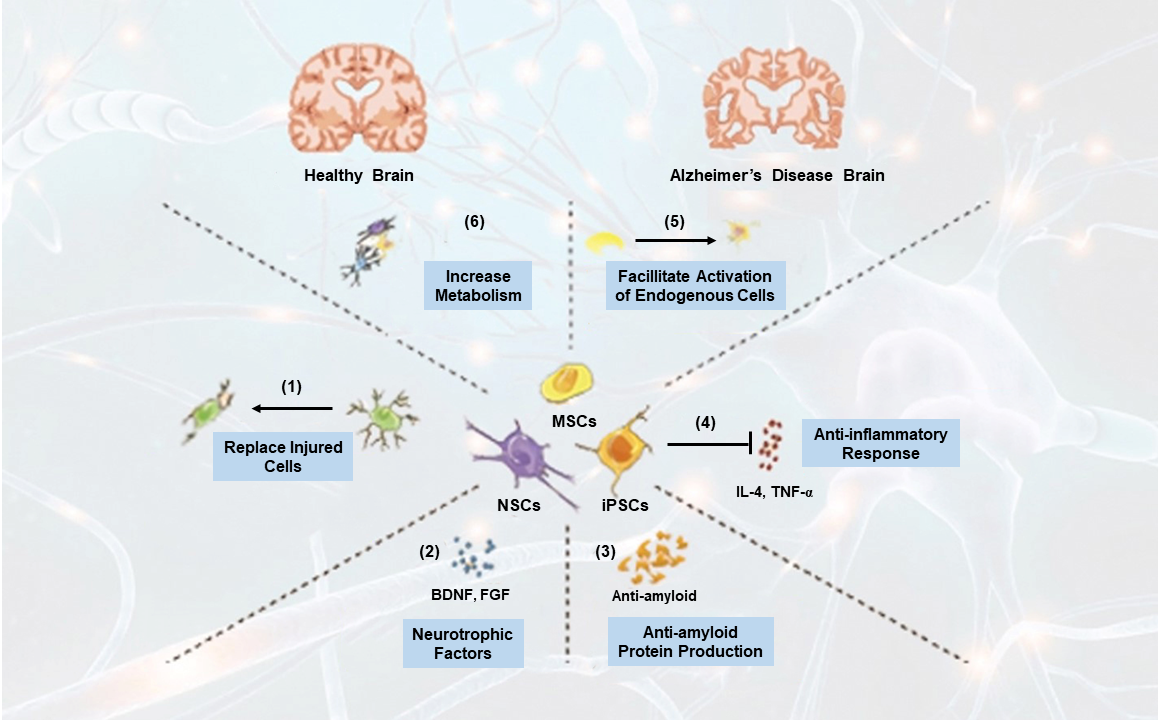 Healthy Brain
Alzheimer's Disease Brain
(6)
Increase
Metabolism
(5)
Facillitate Activation
of Endogenous Cells
(1)
Replace Injured
Cells
MSCs
NSCs
iPSCs
(4)
IL-4, TNF-α
Anti-inflammatory
Response
(2)
BDNF, FGF
Neurotrophic
Factors
(3)
Anti-amyloid
Anti-amyloid
Protein Production